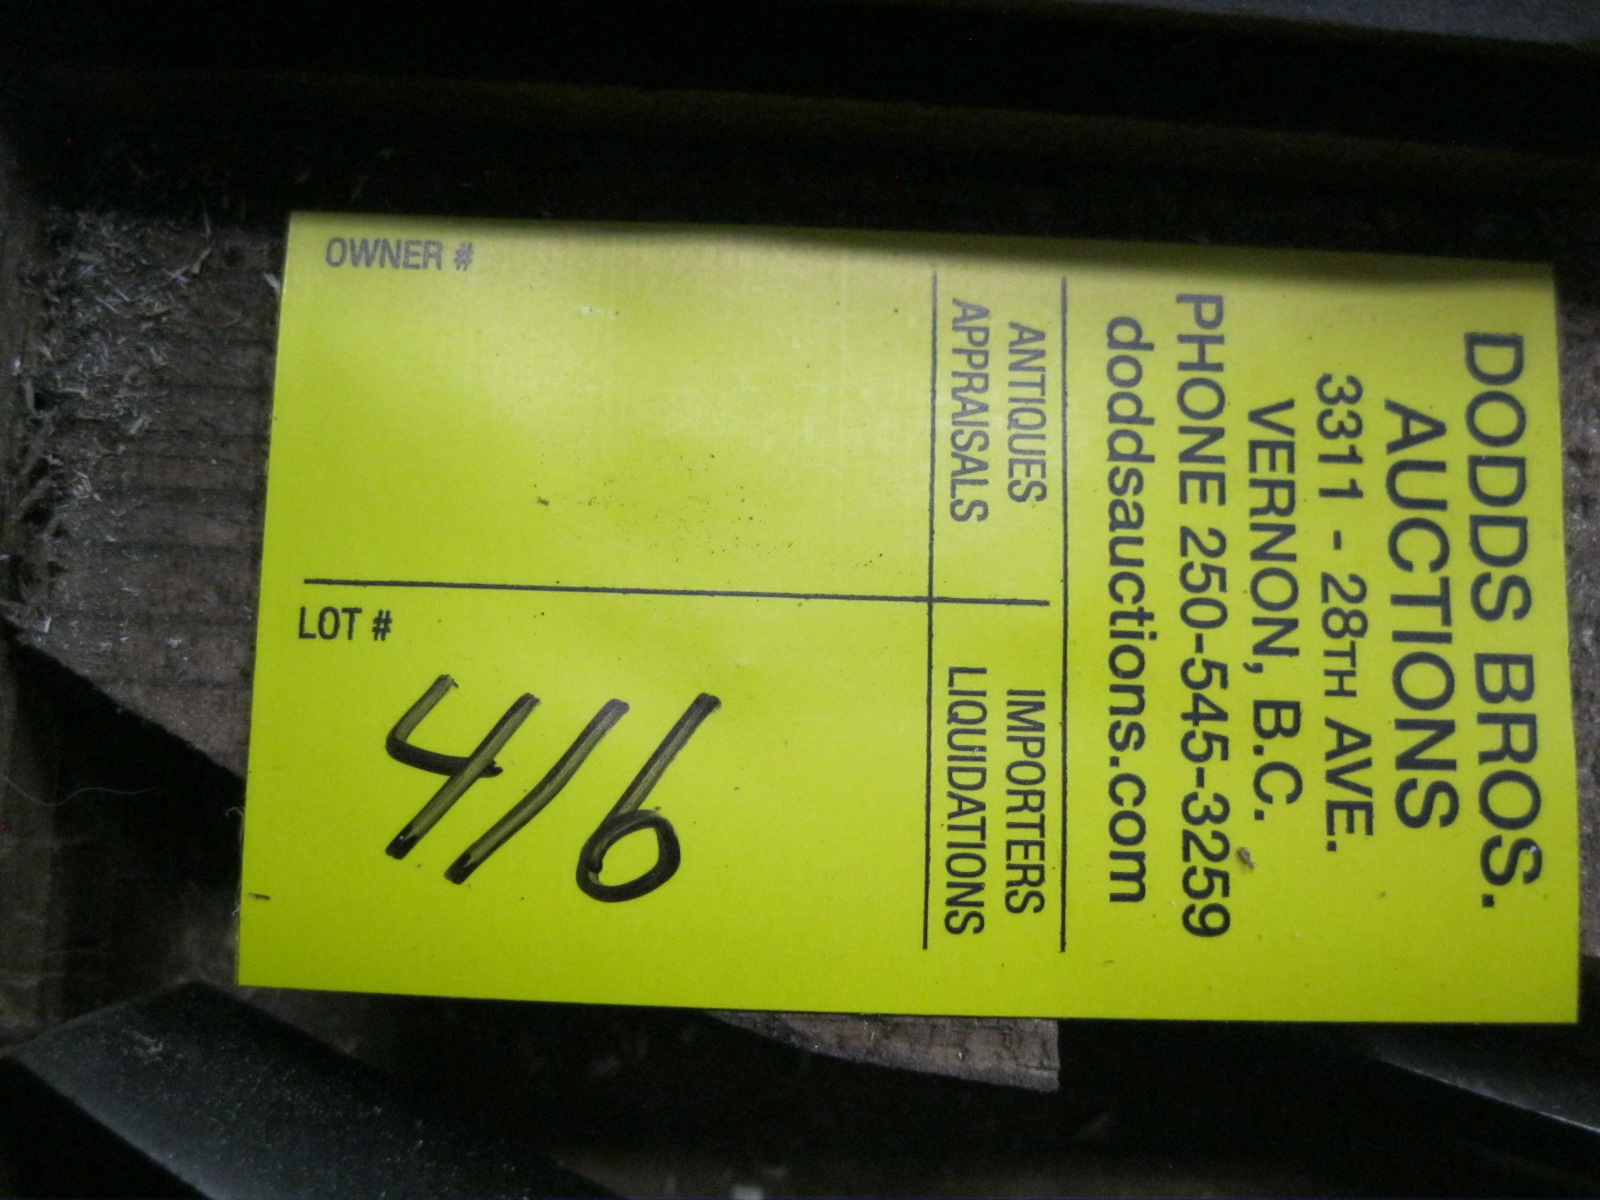 DODDS BROS.
AUCTIONS
3311 - 28TH AVE.
VERNON, B.C.
PHONE 250-545-3259
doddsauctions.com
ANTIQUES
APPRAISALS
IMPORTERS
LIQUIDATIONS
OWNER #
LOT #
416